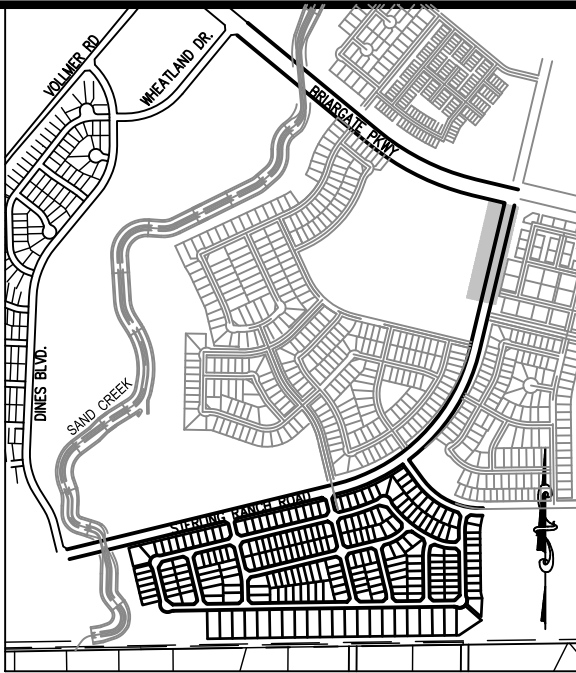 VOLLMER RD
WHEATLAND DR.
BRIARGATE PKWY
DINES BLVD.
SAND CREEK
STERLING RANCH ROAD